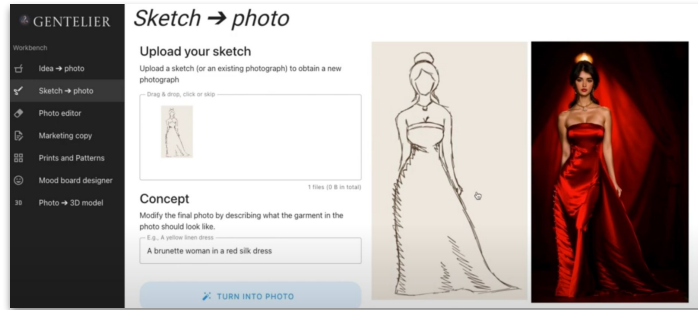 GENTELIER
Workbench
Idea ➔ photo
Sketch ➔ photo
Photo editor
Marketing copy
Prints and Patterns
Mood board designer
3D Photo ➔ 3D model
Sketch ➔ photo
Upload your sketch
Upload a sketch (or an existing photograph) to obtain a new
photograph
Drag & drop, click or skip
1 files (0 B in total)
Concept
Modify the final photo by describing what the garment in the
photo should look like.
E.g., A yellow linen dress
A brunette woman in a red silk dress
TURN INTO PHOTO